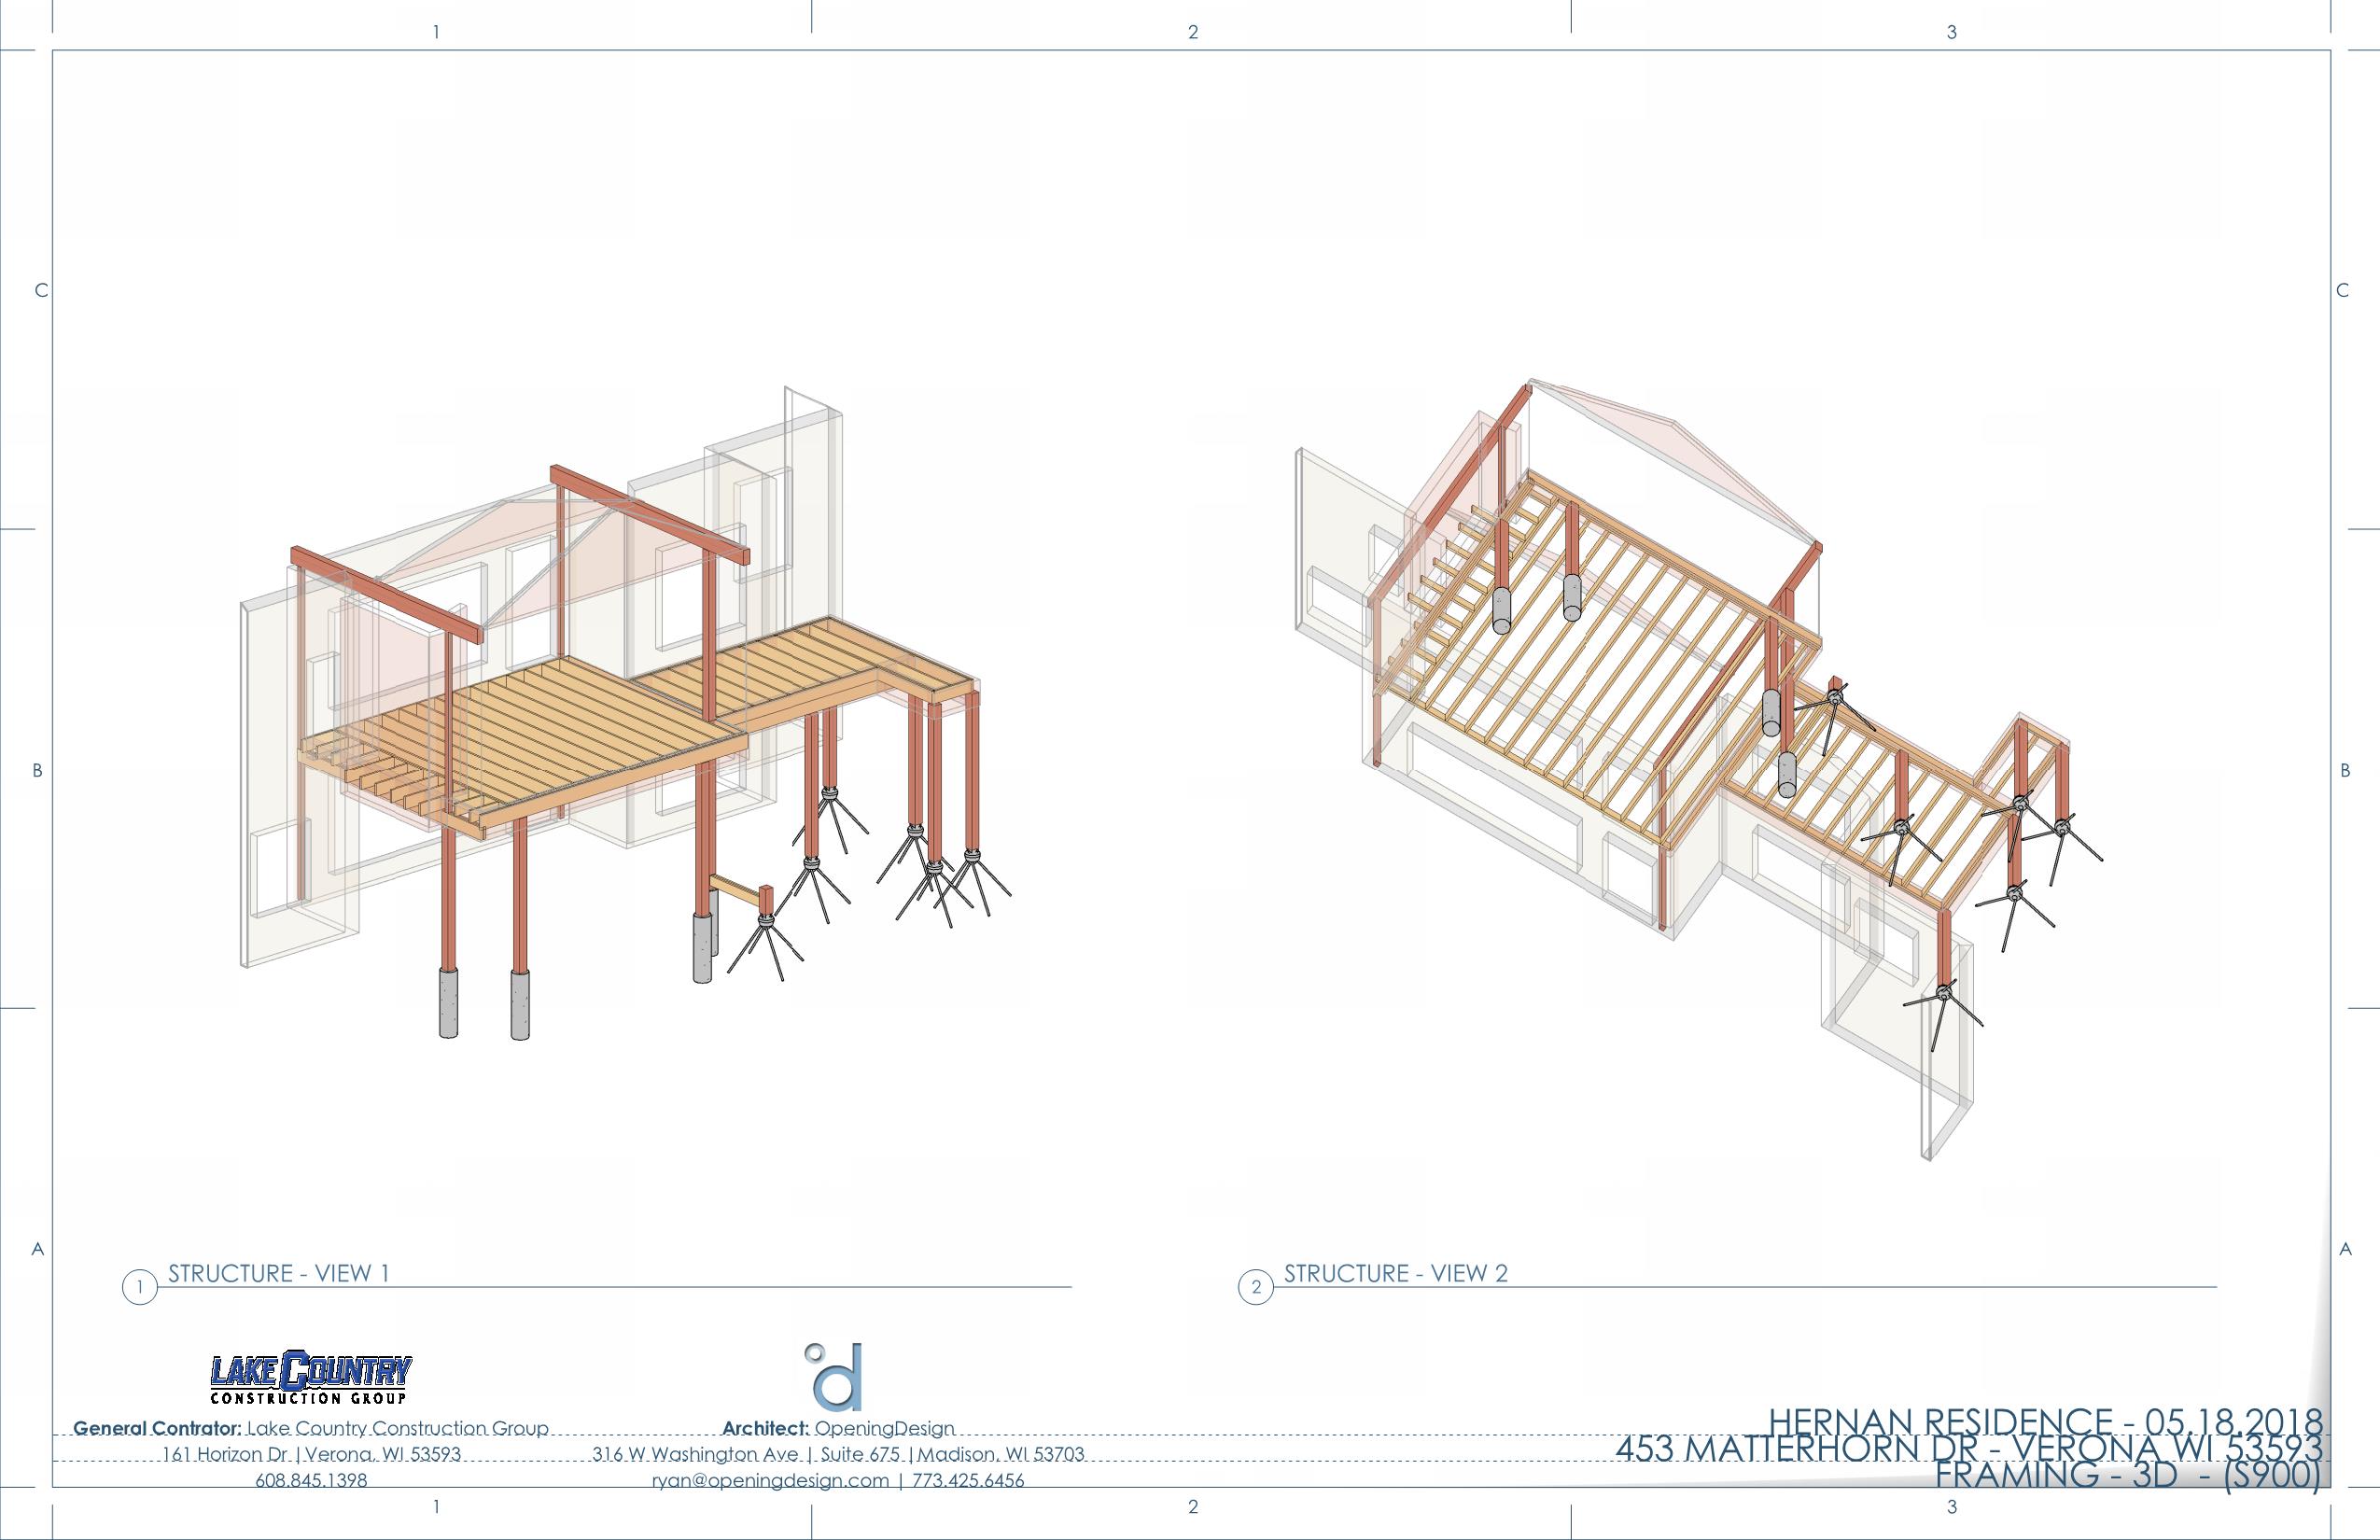 1 2 3
C C
B B
A A
STRUCTURE - VIEW 1
1
STRUCTURE - VIEW 2
2
LAKE COUNTRY
CONSTRUCTION GROUP
General Contrator: Lake Country Construction Group
161 Horizon Dr | Verona, WI 53593
608.845.1398
d
Architect: OpeningDesign
316 W Washington Ave | Suite 675 | Madison, WI 53703
ryan@openingdesign.com | 773.425.6456
HERNAN RESIDENCE - 05.18.2018
453 MATTERHORN DR - VERONA WI 53593
FRAMING - 3D - (S900)
1 2 3